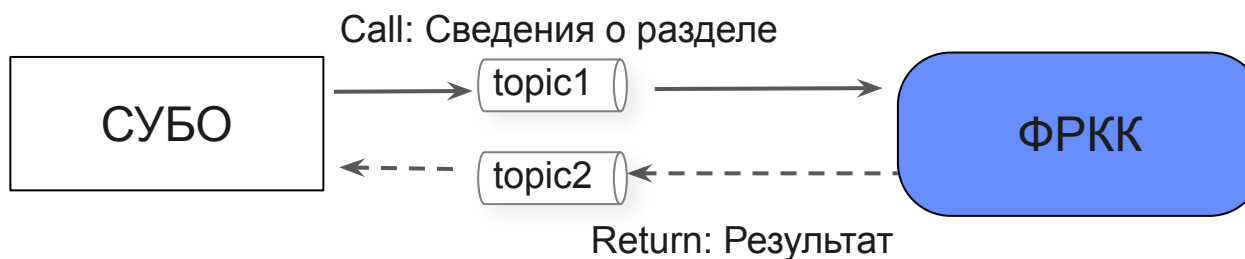 Call: Сведения о разделе
topic1
СУБО
ФРКК
topic2
Return: Результат